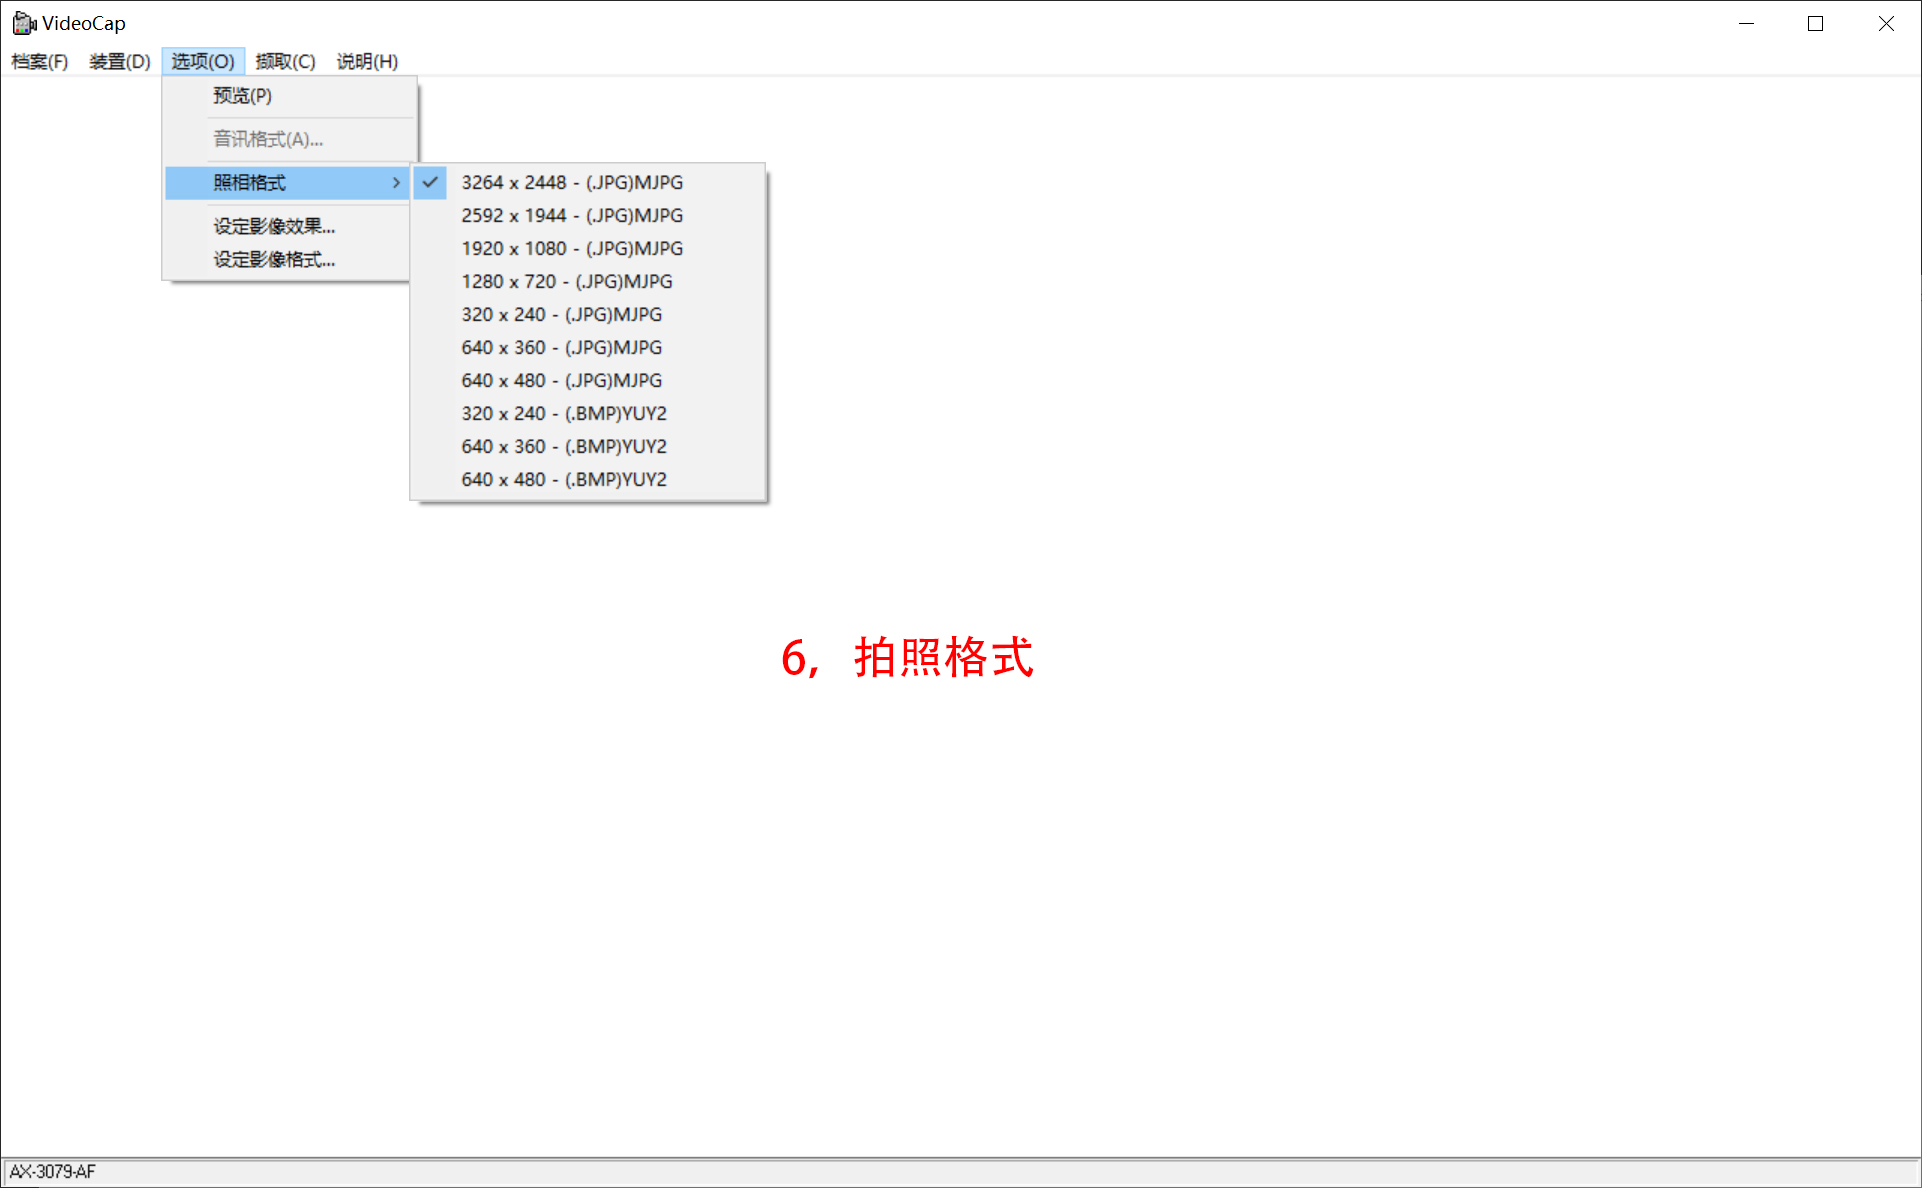 VideoCap
档案(F) 装置(D) 选项(O) 撷取(C) 说明(H)
预览(P)
音讯格式(A)...
照相格式
设定影像效果...
设定影像格式...
3264 x 2448 - (.JPG)MJPG
2592 x 1944 - (.JPG)MJPG
1920 x 1080 - (.JPG)MJPG
1280 x 720 - (.JPG)MJPG
320 x 240 - (.JPG)MJPG
640 x 360 - (.JPG)MJPG
640 x 480 - (.JPG)MJPG
320 x 240 - (.BMP)YUY2
640 x 360 - (.BMP)YUY2
640 x 480 - (.BMP)YUY2
6，拍照格式
AX-3079-AF